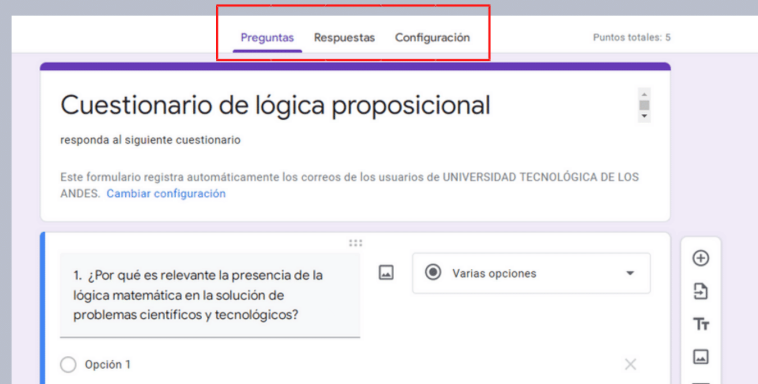 Preguntas Respuestas Configuración Puntos totales: 5
Cuestionario de lógica proposicional
responda al siguiente cuestionario
Este formulario registra automáticamente los correos de los usuarios de UNIVERSIDAD TECNOLÓGICA DE LOS
ANDES. Cambiar configuración
1. ¿Por qué es relevante la presencia de la
lógica matemática en la solución de
problemas científicos y tecnológicos?
Varias opciones
Opción 1
Tт